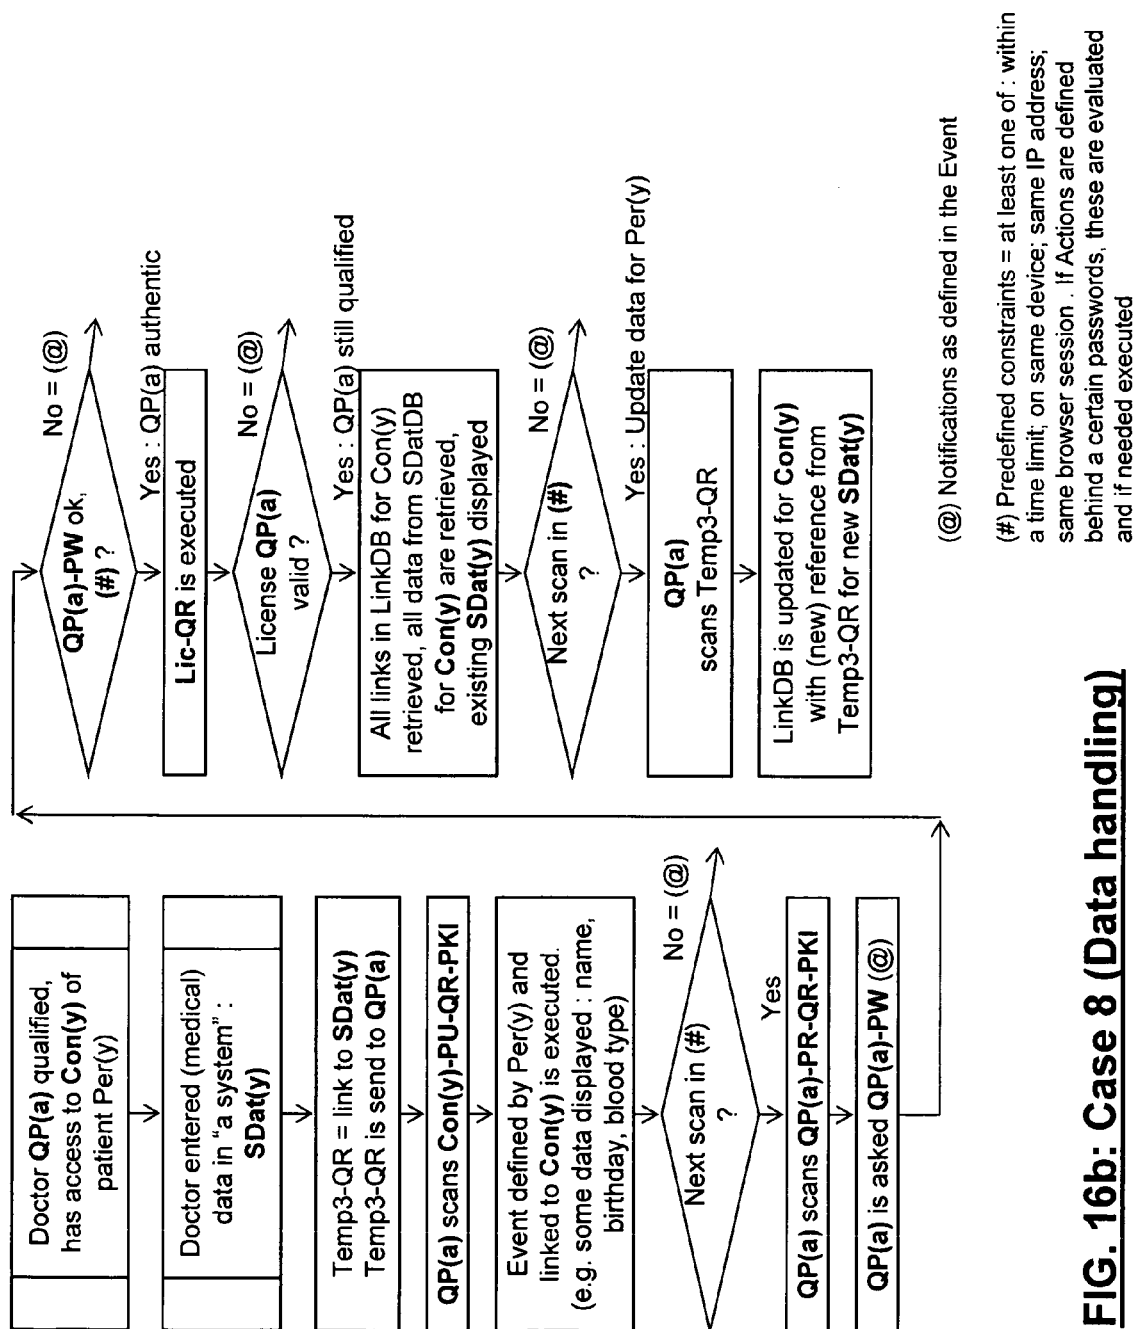 Doctor QP(a) qualified,
has access to Con(y) of
patient Per(y)
Doctor entered (medical)
data in "a system" :
SDat(y)
Temp3-QR = link to SDat(y)
Temp3-QR is send to QP(a)
QP(a) scans Con(y)-PU-QR-PKI
Event defined by Per(y) and
linked to Con(y) is executed.
(e.g. some data displayed : name,
birthday, blood type)
Next scan in (#)
?
No = (@)
Yes
QP(a) scans QP(a)-PR-QR-PKI
QP(a) is asked QP(a)-PW (@)
QP(a)-PW ok,
(#) ?
No = (@)
Yes : QP(a) authentic
Lic-QR is executed
License QP(a)
valid ?
No = (@)
Yes : QP(a) still qualified
All links in LinkDB for Con(y)
retrieved, all data from SDatDB
for Con(y) are retrieved,
existing SDat(y) displayed
Next scan in (#)
?
No = (@)
Yes : Update data for Per(y)
QP(a)
scans Temp3-QR
LinkDB is updated for Con(y)
with (new) reference from
Temp3-QR for new SDat(y)
(@) Notifications as defined in the Event
(#) Predefined constraints = at least one of : within
a time limit; on same device; same IP address;
same browser session . If Actions are defined
behind a certain passwords, these are evaluated
and if needed executed
FIG. 16b: Case 8 (Data handling)